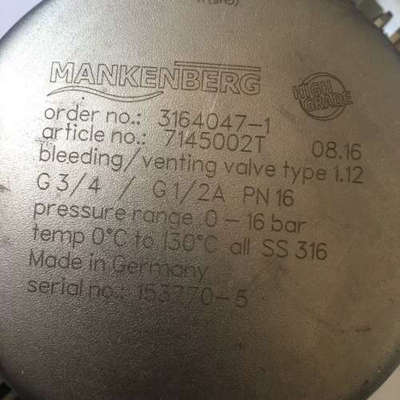 MANKENBERG
HIGH GRADE
order no.: 3164047-1
article no.: 7145002T 08.16
bleeding/venting valve type 1.12
G 3/4 / G 1/2A PN 16
pressure range 0 - 16 bar
temp 0°C to 130°C all SS 316
Made in Germany
serial no.: 153770-5